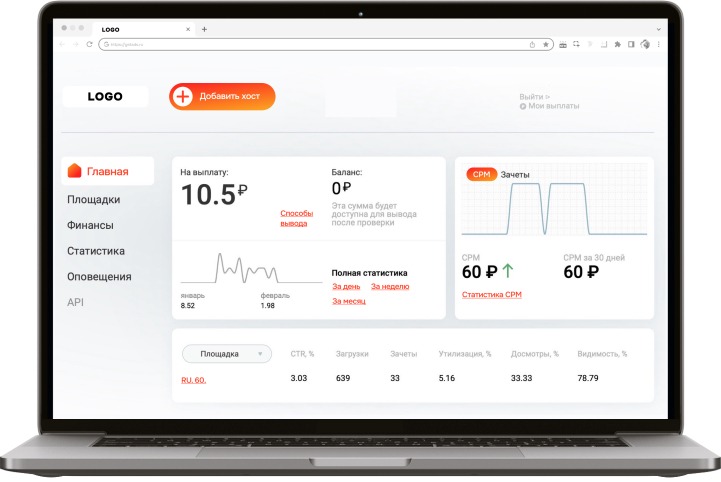 LOGO
LOGO
Добавить хост
Выйти >
Мои выплаты
Главная
Площадки
Финансы
Статистика
Оповещения
API
На выплату:
10.5 ₽
Способы
вывода
Баланс:
0 ₽
Эта сумма будет
доступна для вывода
после проверки
январь
8.52
февраль
1.98
Полная статистика
За день За неделю
За месяц
CPM Зачеты
CPM
60 ₽
CPM за 30 дней
60 ₽
Статистика CPM
Площадка CTR, % Загрузки Зачеты Утилизация, % Досмотры, % Видимость, %
RU. 60. 3.03 639 33 5.16 33.33 78.79